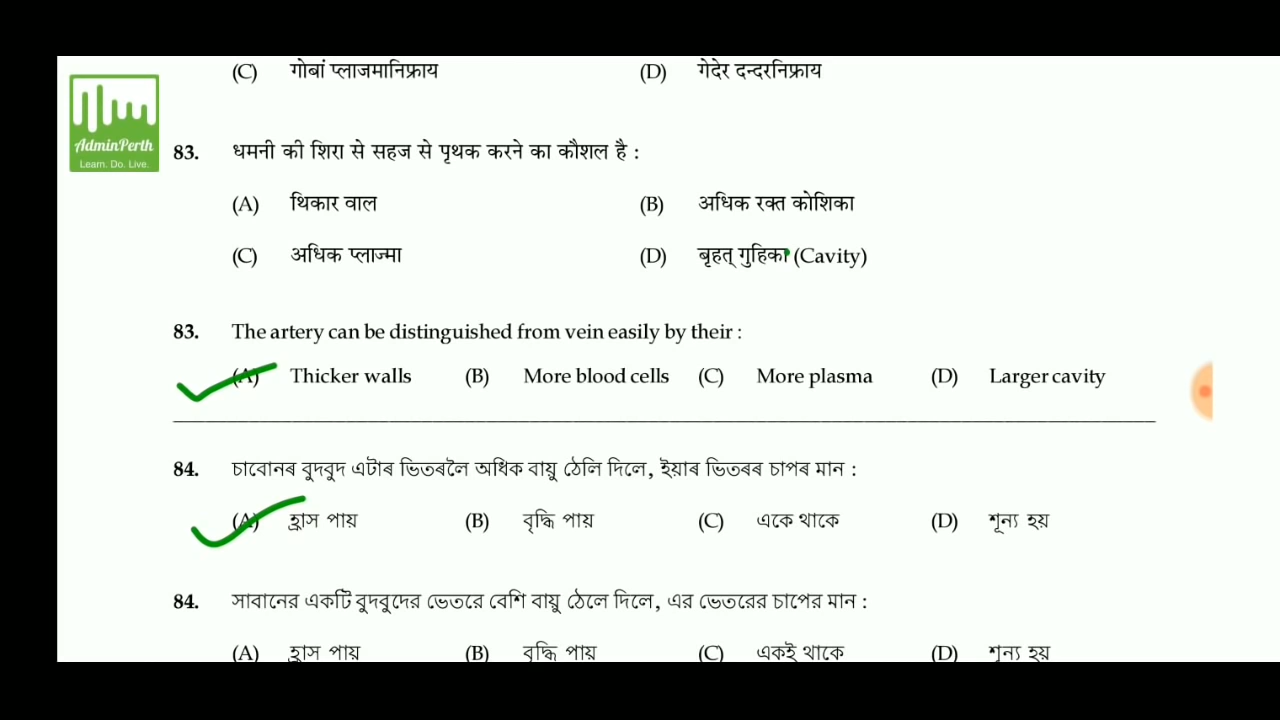 (C) गोबां प्लाजमानिफ्राय (D) गेदेर दन्दरनिफ्राय
AdminPerth
Learn. Do. Live.
83. धमनी की शिरा से सहज से पृथक करने का कौशल है :
(A) थिकार वाल (B) अधिक रक्त कोशिका
(C) अधिक प्लाज्मा (D) बृहत् गुहिका (Cavity)
83. The artery can be distinguished from vein easily by their :
(A) Thicker walls (B) More blood cells (C) More plasma (D) Larger cavity
84. চাবোনৰ বুদবুদ এটাৰ ভিতৰলৈ অধিক বায়ু ঠেলি দিলে, ইয়াৰ ভিতৰৰ চাপৰ মান :
(A) হ্ৰাস পায় (B) বৃদ্ধি পায় (C) একে থাকে (D) শূন্য হয়
84. সাবানের একটি বুদবুদের ভেতরে বেশি বায়ু ঠেলে দিলে, এর ভেতরের চাপের মান :
(A) হ্রাস পায় (B) বৃদ্ধি পায় (C) একই থাকে (D) শূন্য হয়